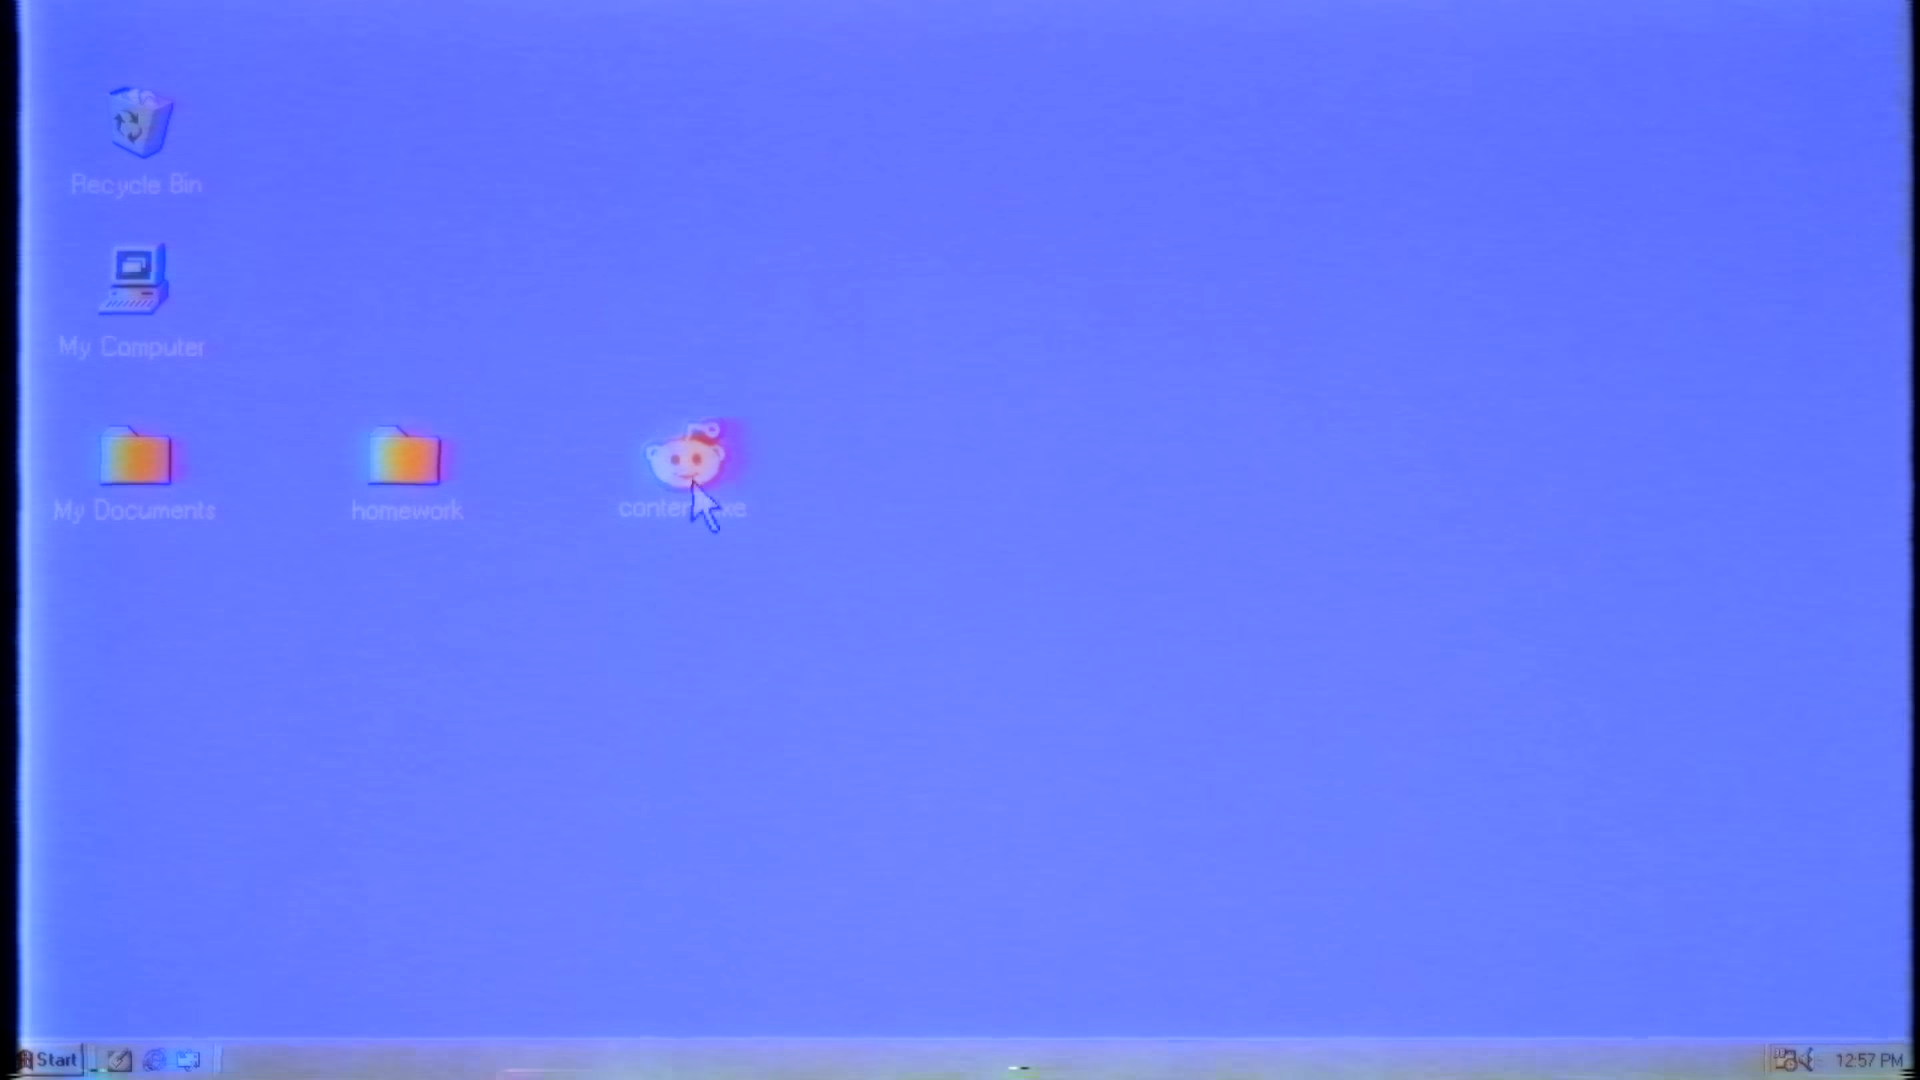 Recycle Bin
My Computer
My Documents
homework
Start
12:57 PM